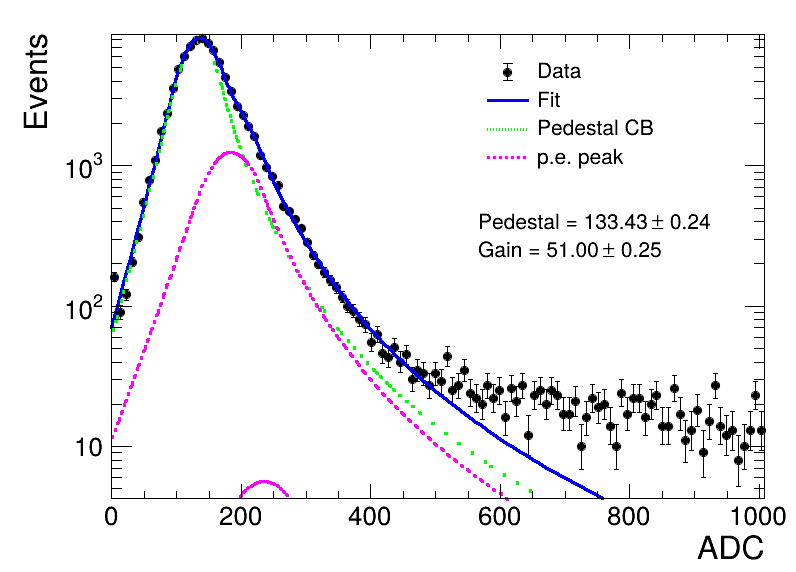 Events
Data
Fit
Pedestal CB
p.e. peak
Pedestal = 133.43 ± 0.24
Gain = 51.00 ± 0.25
10³
10²
10
0 200 400 600 800 1000
ADC